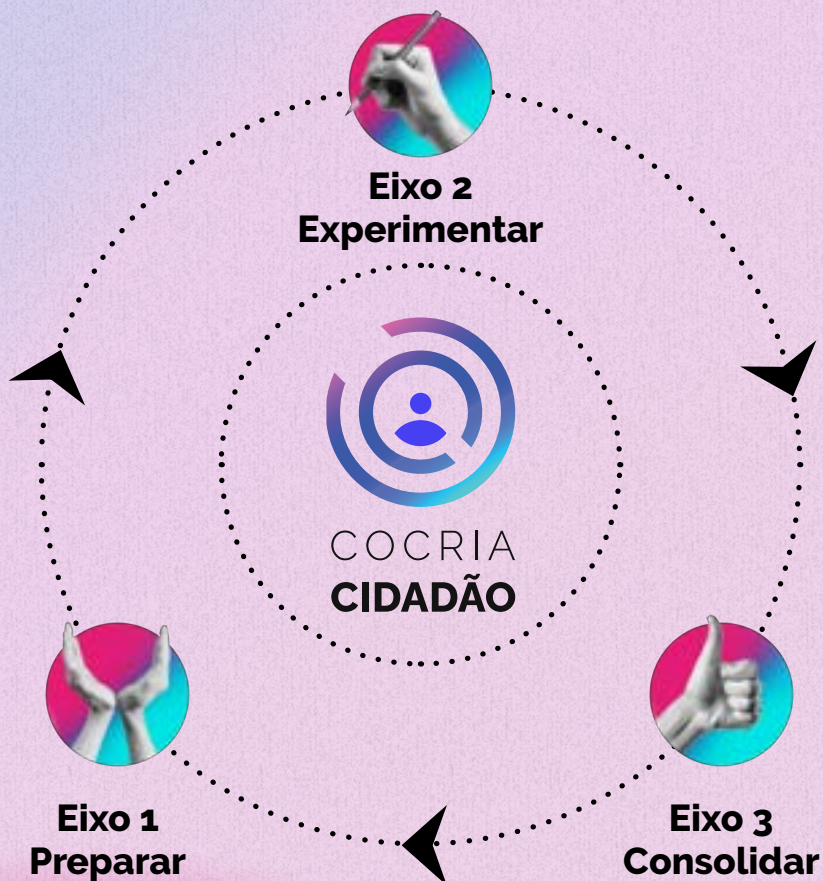 Eixo 2
Experimentar
COCRIA
CIDADÃO
Eixo 1
Preparar
Eixo 3
Consolidar